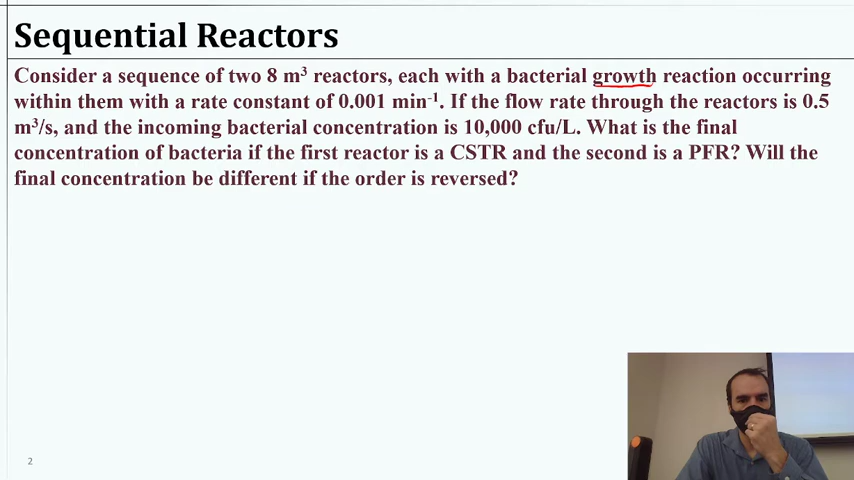 Sequential Reactors
Consider a sequence of two 8 m³ reactors, each with a bacterial growth reaction occurring
within them with a rate constant of 0.001 min⁻¹. If the flow rate through the reactors is 0.5
m³/s, and the incoming bacterial concentration is 10,000 cfu/L. What is the final
concentration of bacteria if the first reactor is a CSTR and the second is a PFR? Will the
final concentration be different if the order is reversed?
2